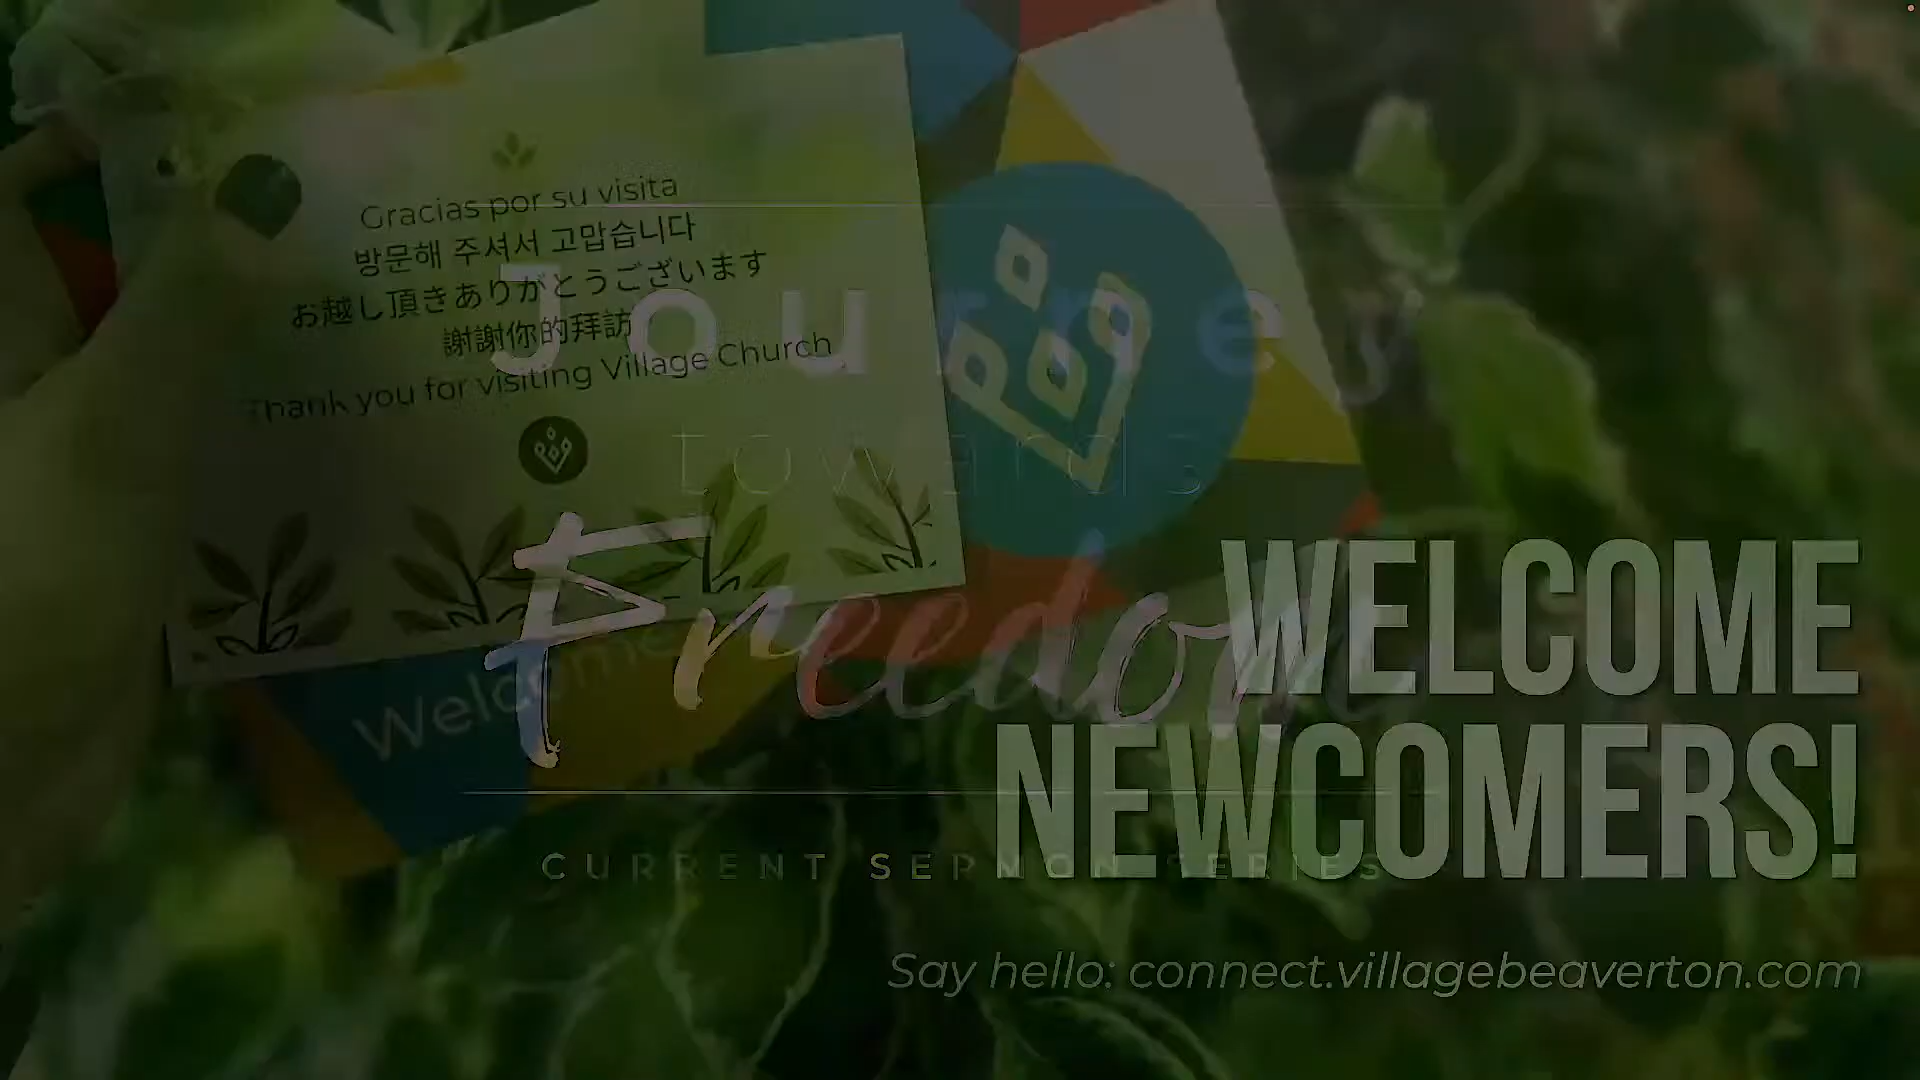 Gracias por su visita
방문해 주셔서 고맙습니다
お越し頂きありがとうございます
謝謝你的拜訪
Thank you for visiting Village Church
Welcome
Journey
towards
Freedom
CURRENT SERMON SERIES
WELCOME
NEWCOMERS!
Say hello: connect.villagebeaverton.com